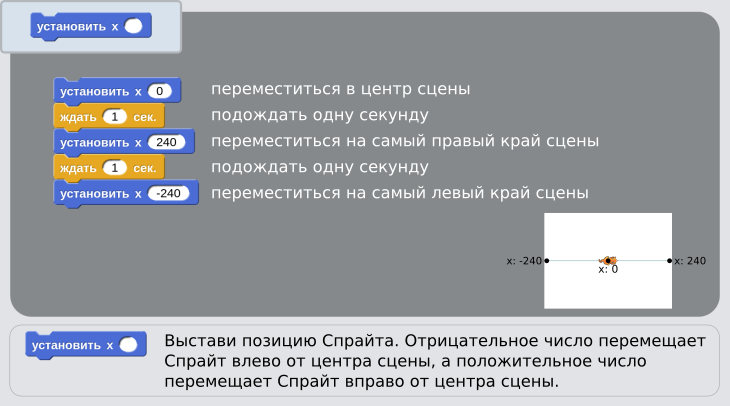 установить x
установить x 0 переместиться в центр сцены
ждать 1 сек. подождать одну секунду
установить x 240 переместиться на самый правый край сцены
ждать 1 сек. подождать одну секунду
установить x -240 переместиться на самый левый край сцены
x: -240 x: 240
x: 0
установить x
Выстави позицию Спрайта. Отрицательное число перемещает
Спрайт влево от центра сцены, а положительное число
перемещает Спрайт вправо от центра сцены.